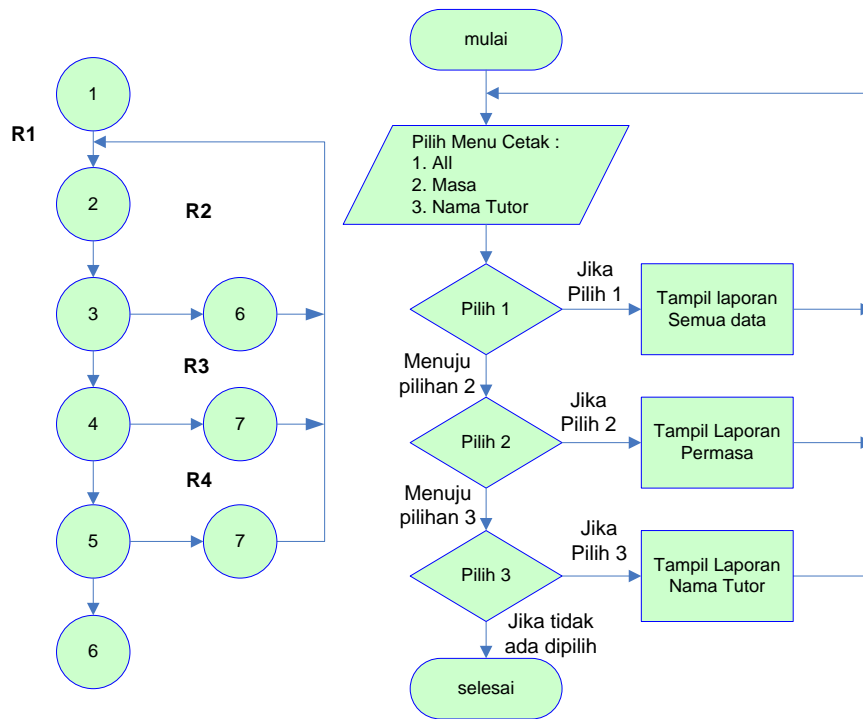 1
R1
2
R2
3
6
R3
4
7
R4
5
7
6
mulai
Pilih Menu Cetak :
1. All
2. Masa
3. Nama Tutor
Pilih 1
Jika
Pilih 1
Tampil laporan
Semua data
Menuju
pilihan 2
Pilih 2
Jika
Pilih 2
Tampil Laporan
Permasa
Menuju
pilihan 3
Pilih 3
Jika
Pilih 3
Tampil Laporan
Nama Tutor
Jika tidak
ada dipilih
selesai